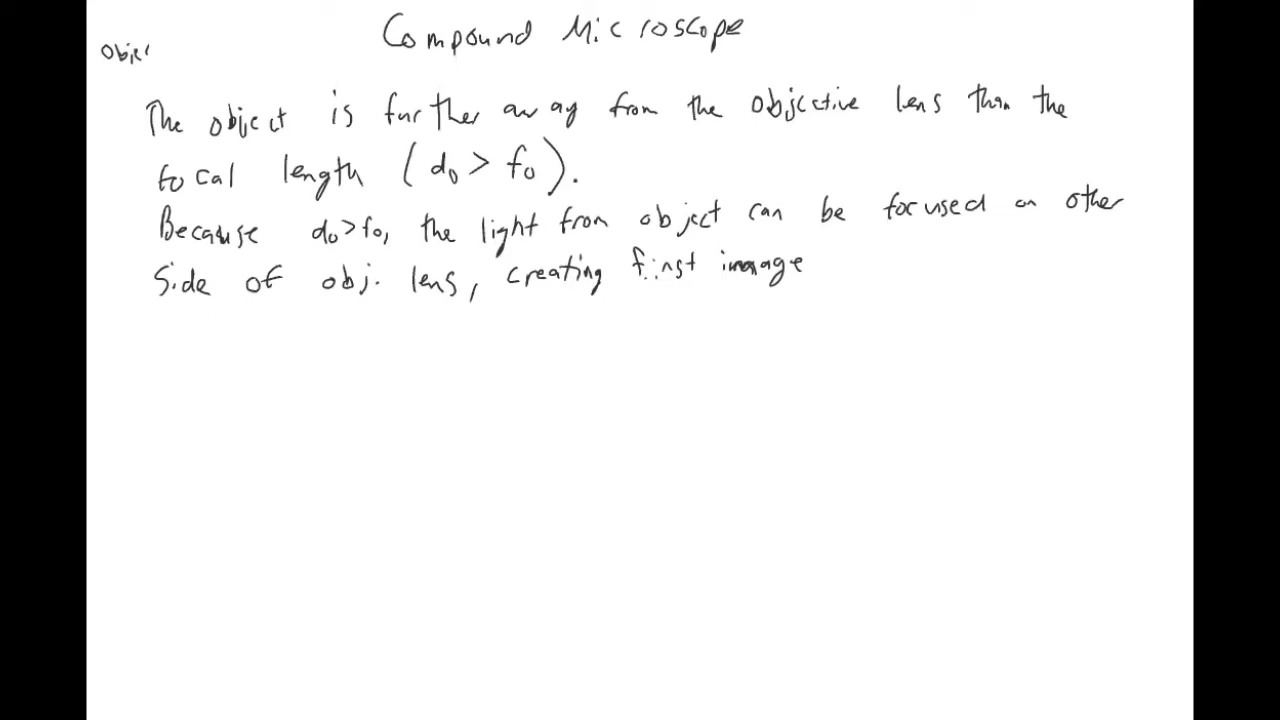 Compound Microscope
Obje
The object is further away from the objective lens than the
focal length (do > fo).
Because do>fo, the light from object can be focused on other
side of obj. lens, creating first image